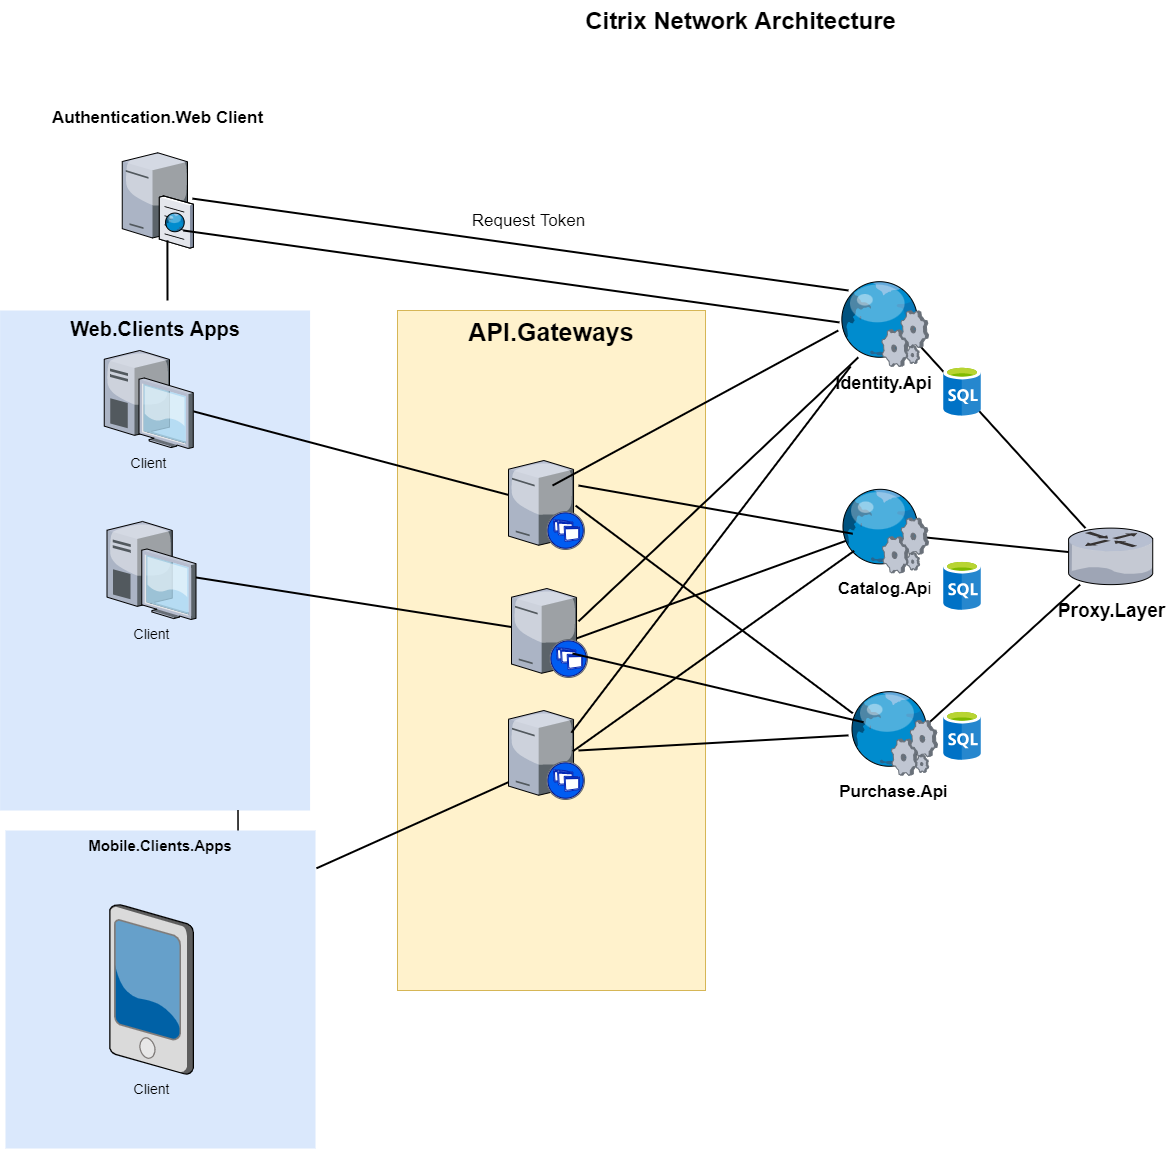 Citrix Network Architecture
Authentication.Web Client
Request Token
Web.Clients Apps
Client
Client
API.Gateways
Identity.Api
SQL
Catalog.Api
SQL
Proxy.Layer
Purchase.Api
SQL
Mobile.Clients.Apps
Client